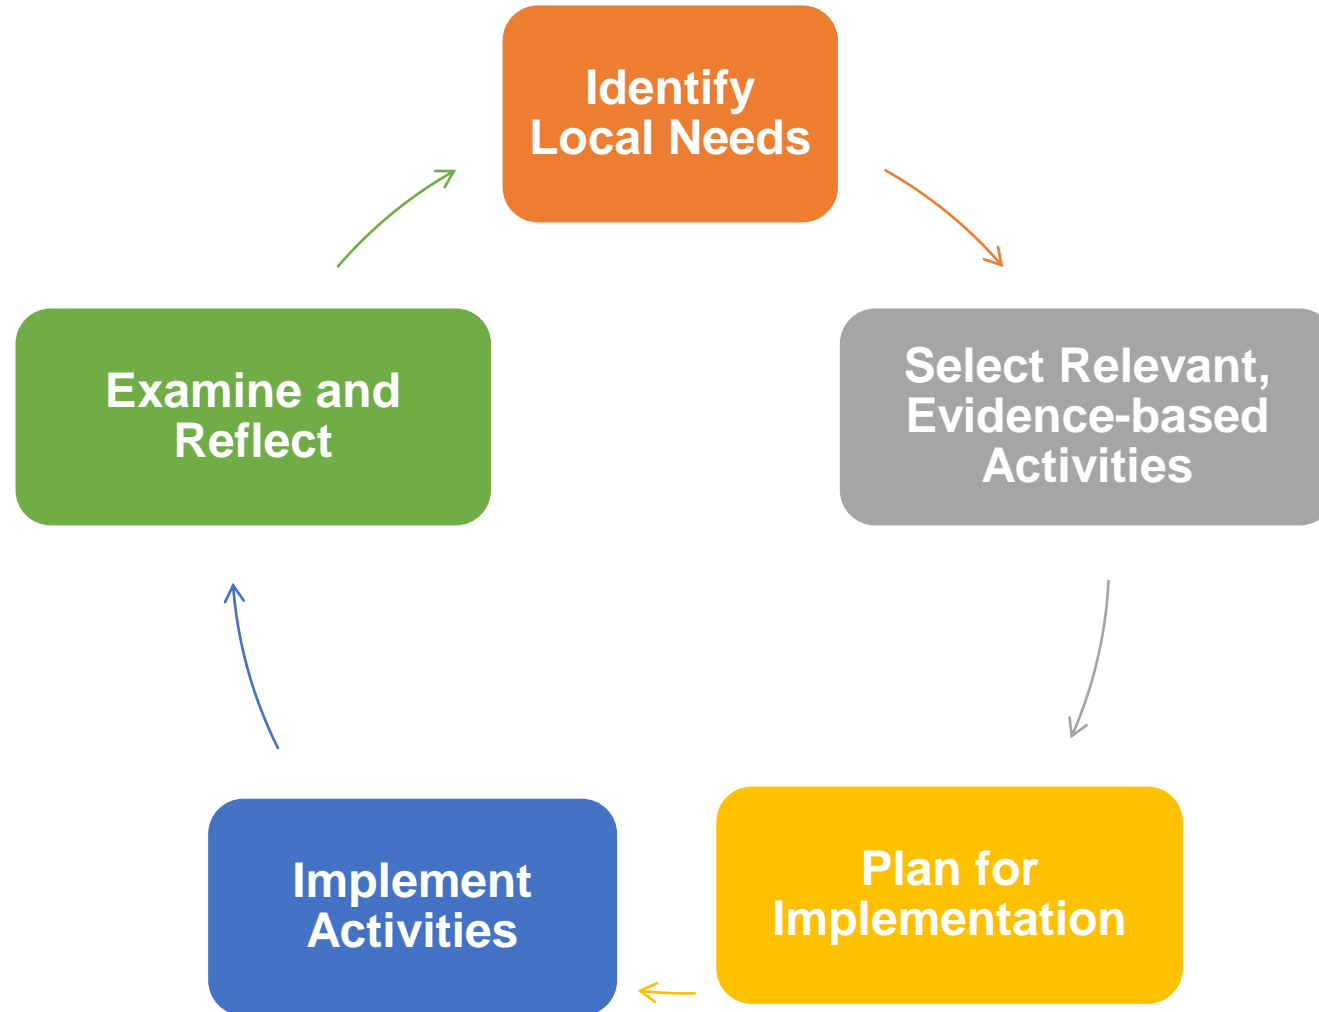 Identify
Local Needs
Select Relevant,
Evidence-based
Activities
Plan for
Implementation
Implement
Activities
Examine and
Reflect